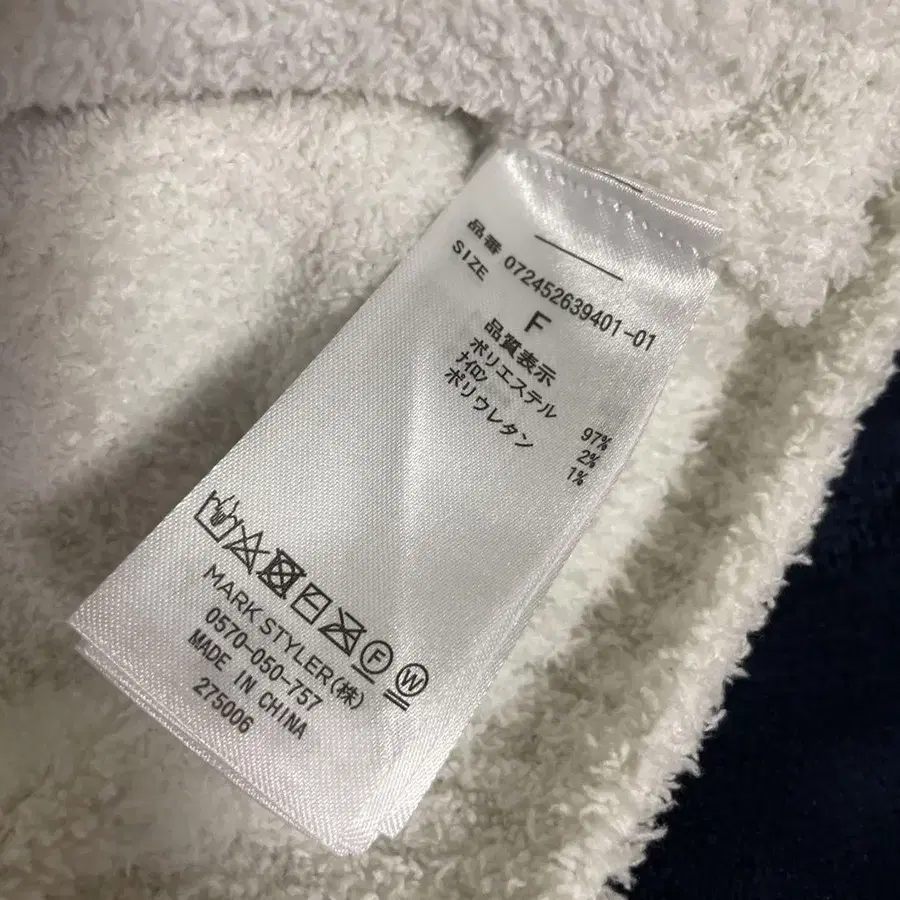 品番 072452639401-01
SIZE F
品質表示
ポリエステル 97%
ナイロン 2%
ポリウレタン 1%
F W
MARK STYLER(株)
0570-050-757
MADE IN CHINA
275006